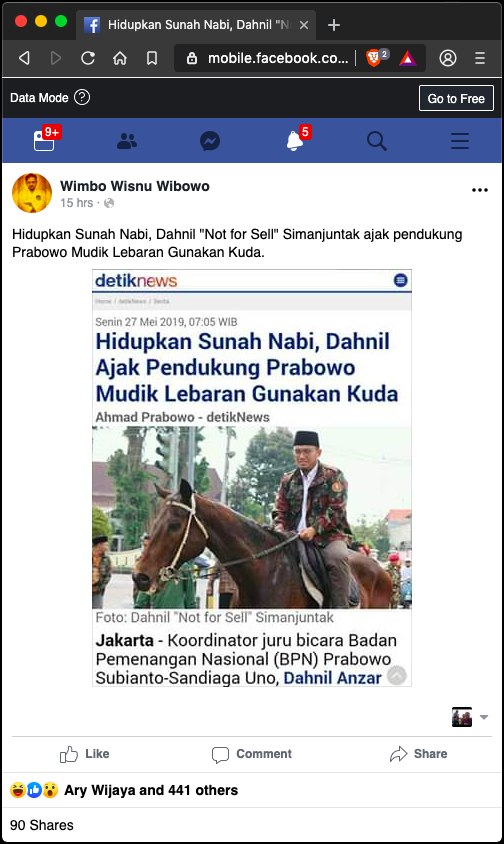 Hidupkan Sunah Nabi, Dahnil "N
mobile.facebook.co...
2
Data Mode ?
Go to Free
9+
5
Wimbo Wisnu Wibowo
15 hrs ·
Hidupkan Sunah Nabi, Dahnil "Not for Sell" Simanjuntak ajak pendukung
Prabowo Mudik Lebaran Gunakan Kuda.
detiknews
Home / detikNews / Berita
Senin 27 Mei 2019, 07:05 WIB
Hidupkan Sunah Nabi, Dahnil
Ajak Pendukung Prabowo
Mudik Lebaran Gunakan Kuda
Ahmad Prabowo - detikNews
Foto: Dahnil "Not for Sell" Simanjuntak
Jakarta - Koordinator juru bicara Badan
Pemenangan Nasional (BPN) Prabowo
Subianto-Sandiaga Uno, Dahnil Anzar
Like
Comment
Share
Ary Wijaya and 441 others
90 Shares